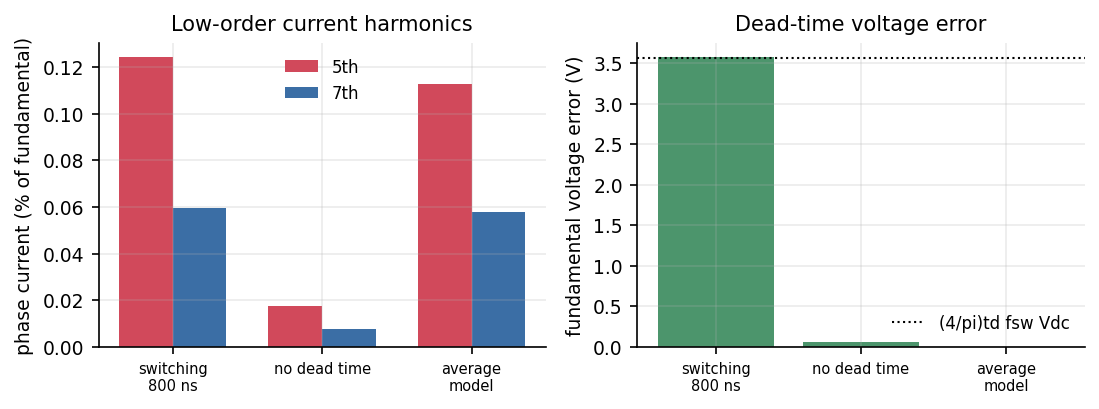 Low-order current harmonics
phase current (% of fundamental)
0.12
0.10
0.08
0.06
0.04
0.02
0.00
5th
7th
switching
800 ns
no dead time
average
model
Dead-time voltage error
fundamental voltage error (V)
3.5
3.0
2.5
2.0
1.5
1.0
0.5
0.0
(4/pi)td fsw Vdc
switching
800 ns
no dead time
average
model